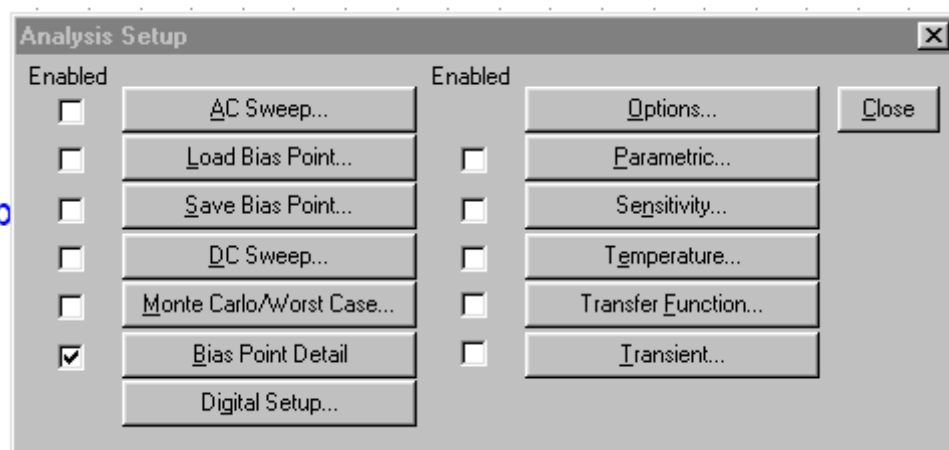 Analysis Setup
Enabled Enabled
AC Sweep... Options... Close
Load Bias Point... Parametric...
Save Bias Point... Sensitivity...
DC Sweep... Temperature...
Monte Carlo/Worst Case... Transfer Function...
Bias Point Detail Transient...
Digital Setup...